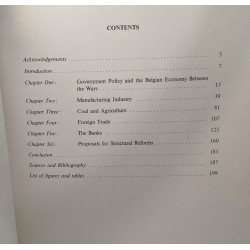 CONTENTS
Acknowledgements 5
Introduction 7
Chapter One: Government Policy and the Belgian Economy Between
the Wars 13
Chapter Two: Manufacturing Industry 39
Chapter Three: Coal and Agriculture 81
Chapter Four: Foreign Trade 107
Chapter Five: The Banks 125
Chapter Six: Proposals for Structural Reforms 160
Conclusion 183
Sources and Bibliography 187
List of figures and tables 199